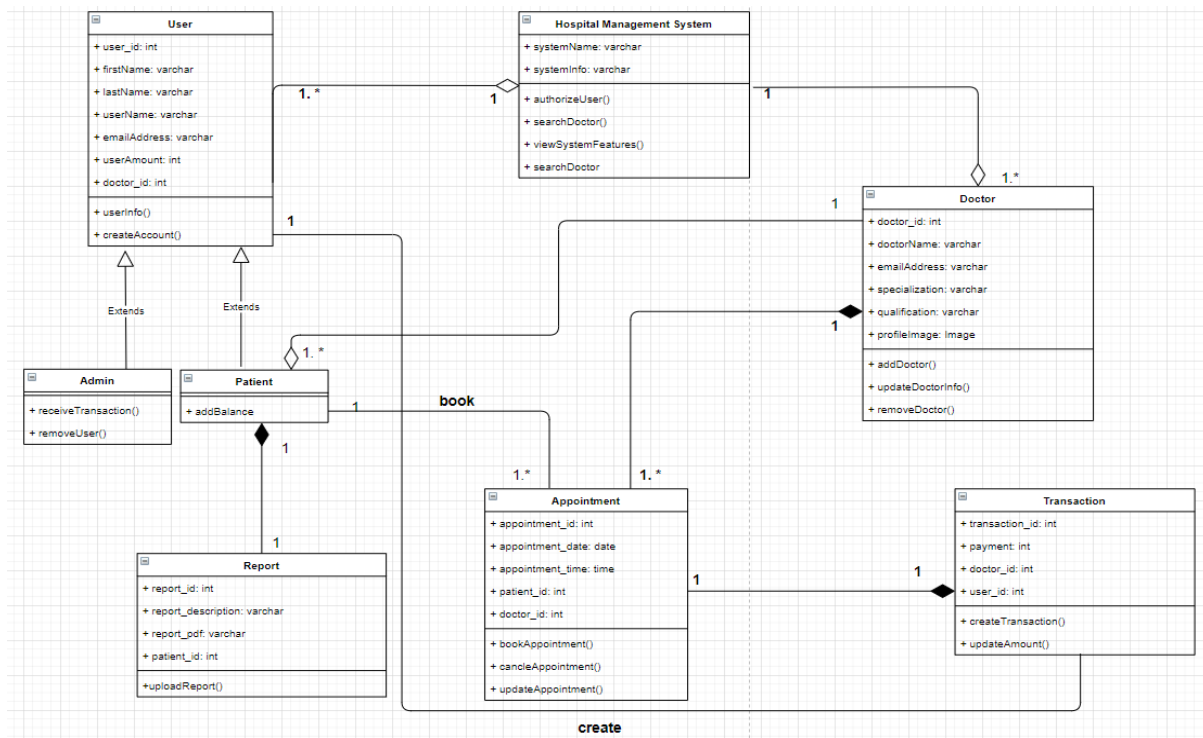 User
+ user_id: int
+ firstName: varchar
+ lastName: varchar
+ userName: varchar
+ emailAddress: varchar
+ userAmount: int
+ doctor_id: int
+ userInfo()
+ createAccount()
Hospital Management System
+ systemName: varchar
+ systemInfo: varchar
+ authorizeUser()
+ searchDoctor()
+ viewSystemFeatures()
+ searchDoctor
1. *
1
1
1.*
Doctor
+ doctor_id: int
+ doctorName: varchar
+ emailAddress: varchar
+ specialization: varchar
+ qualification: varchar
+ profileImage: Image
+ addDoctor()
+ updateDoctorInfo()
+ removeDoctor()
1
1
1
Extends
Extends
1. *
Admin
+ receiveTransaction()
+ removeUser()
Patient
+ addBalance
1
book
1
1.*
1. *
1
Report
+ report_id: int
+ report_description: varchar
+ report_pdf: varchar
+ patient_id: int
+uploadReport()
Appointment
+ appointment_id: int
+ appointment_date: date
+ appointment_time: time
+ patient_id: int
+ doctor_id: int
+ bookAppointment()
+ cancleAppointment()
+ updateAppointment()
1
1
Transaction
+ transaction_id: int
+ payment: int
+ doctor_id: int
+ user_id: int
+ createTransaction()
+ updateAmount()
create